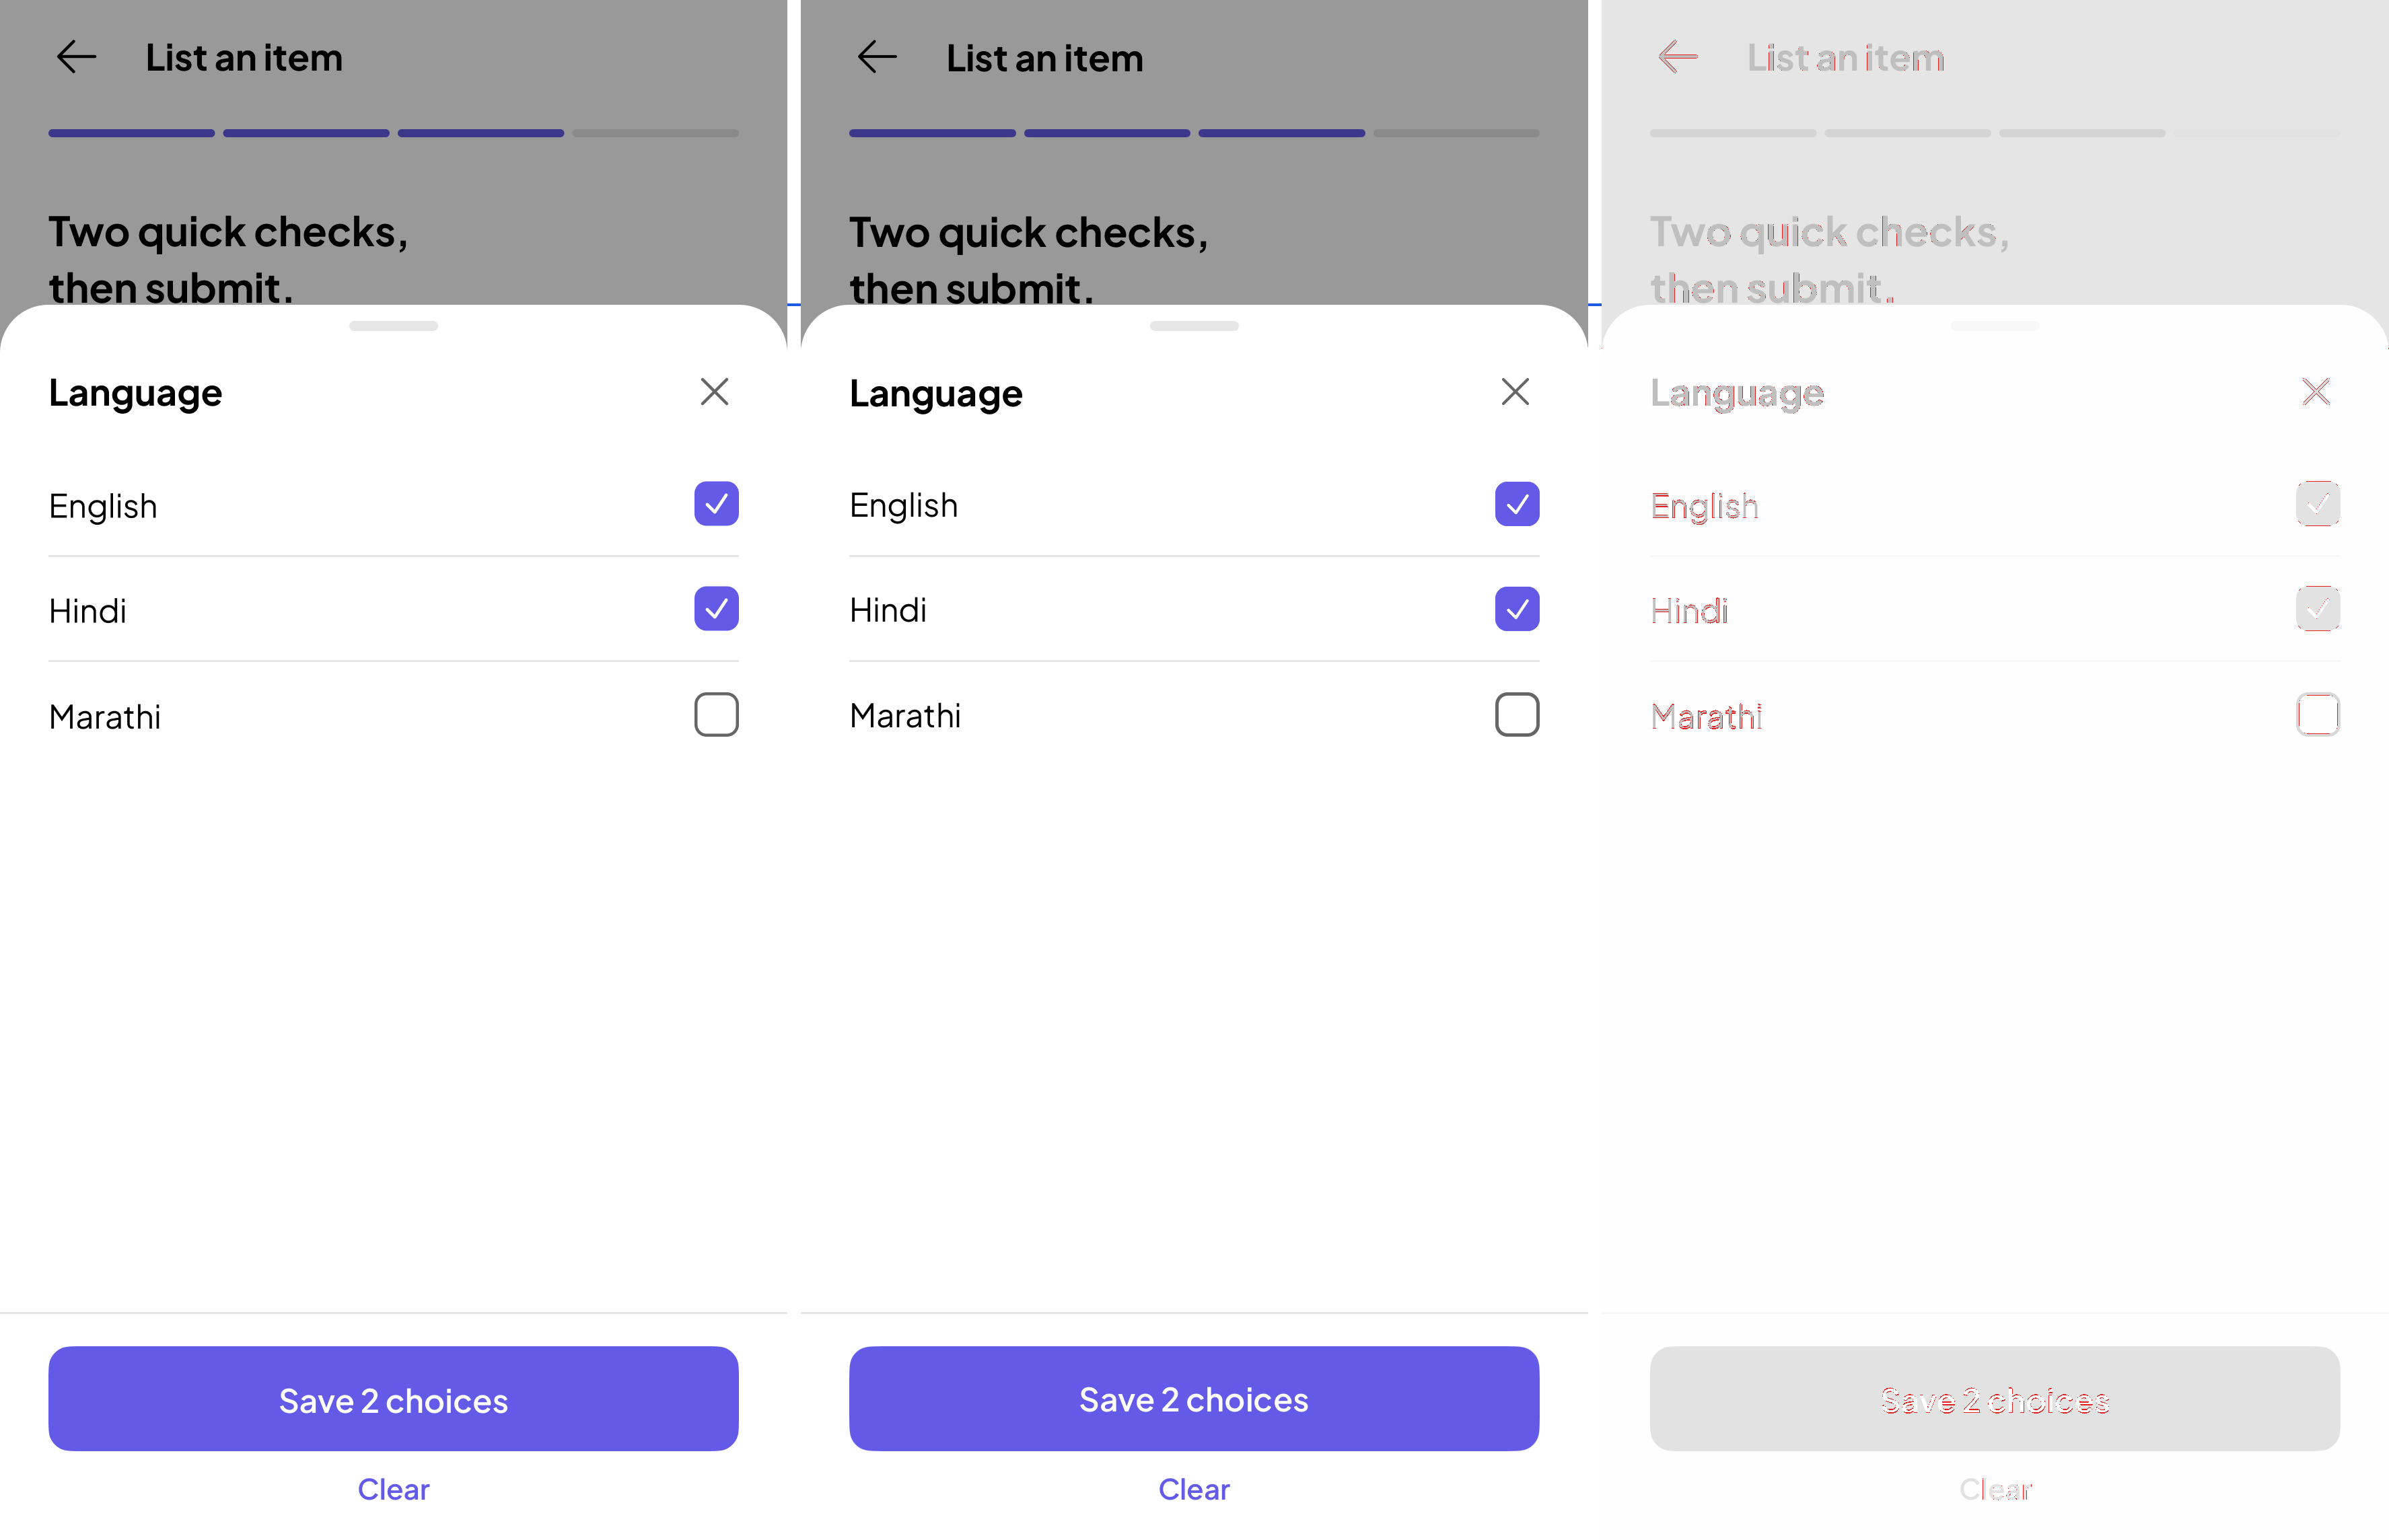 List an item
Two quick checks,
then submit.
Language
English
Hindi
Marathi
Save 2 choices
Clear
List an item
Two quick checks,
then submit.
Language
English
Hindi
Marathi
Save 2 choices
Clear
List an item
Two quick checks,
then submit.
Language
English
Hindi
Marathi
Save 2 choices
Clear